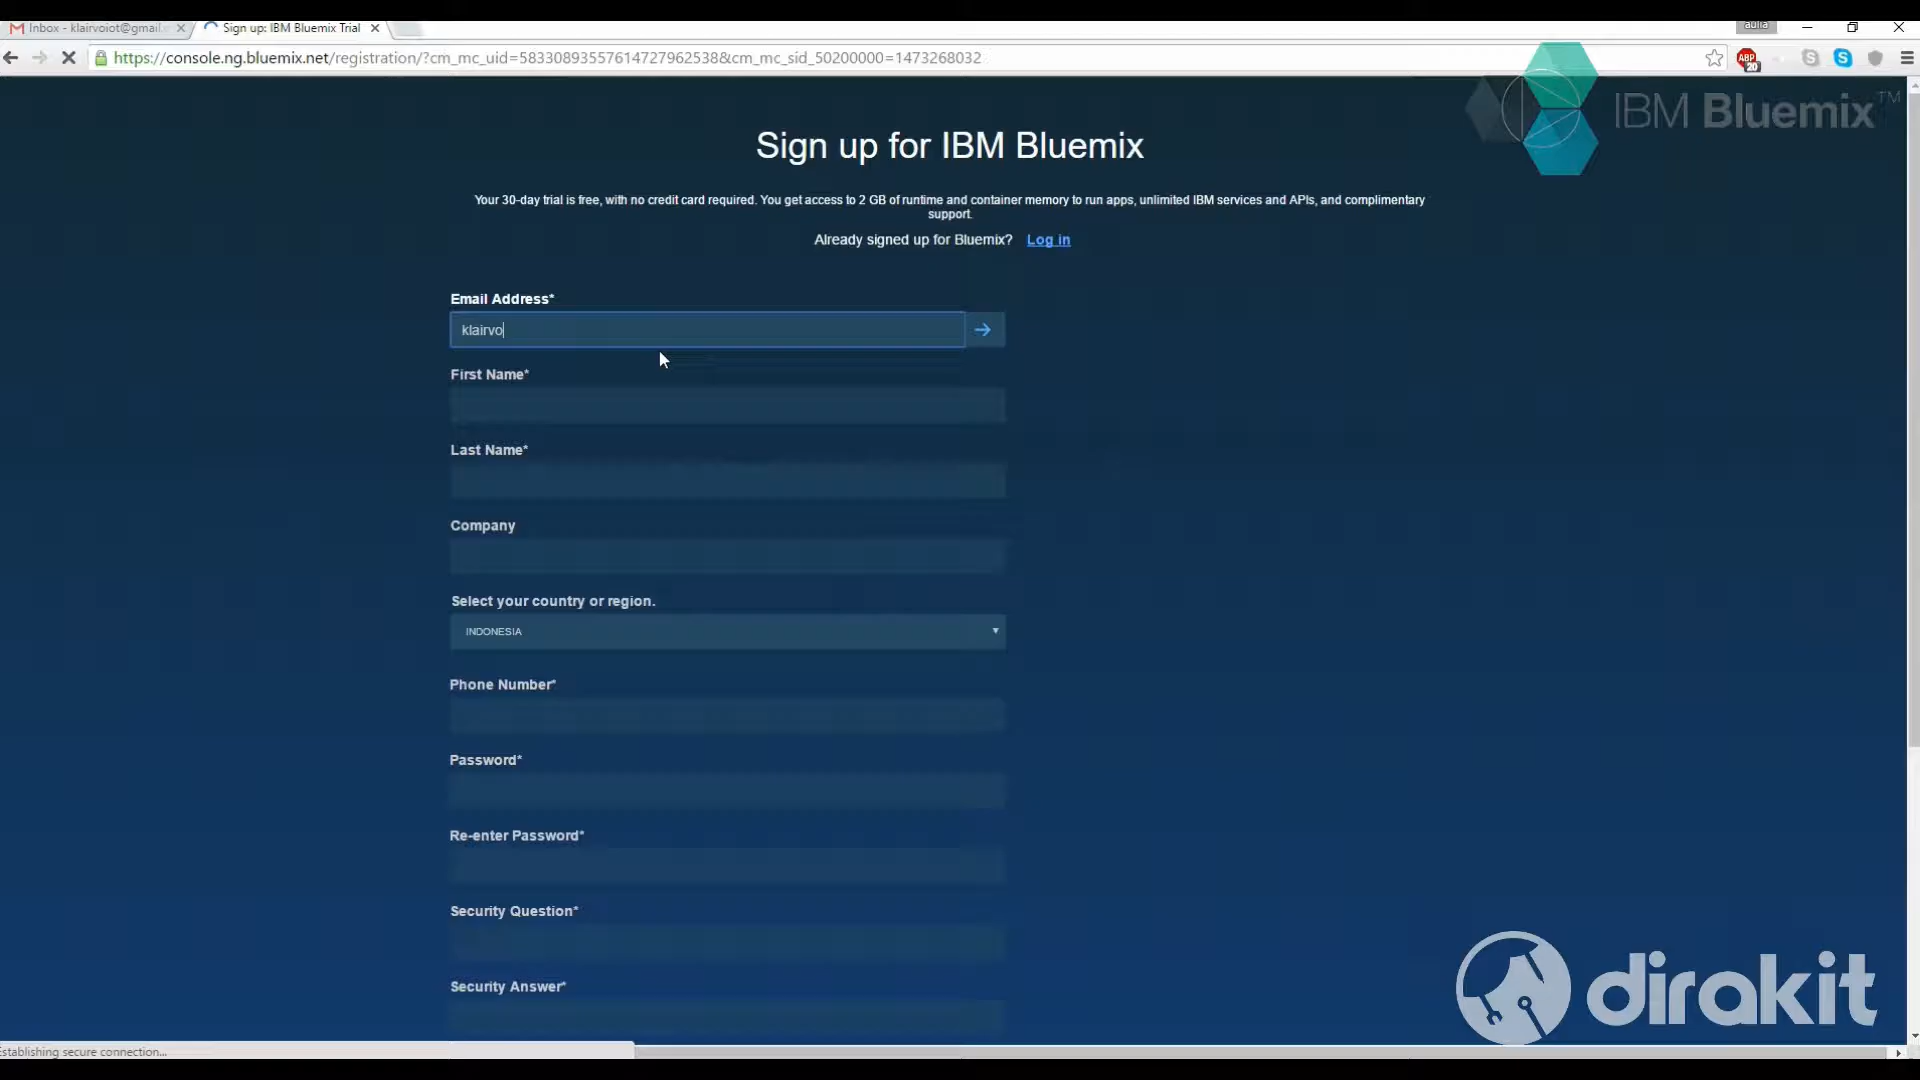 Inbox - klairvoiot@gmail.
Sign up: IBM Bluemix Trial
aulia
https://console.ng.bluemix.net/registration/?cm_mc_uid=58330893557614727962538&cm_mc_sid_50200000=1473268032
ABP
20
IBM Bluemix™
Sign up for IBM Bluemix
Your 30-day trial is free, with no credit card required. You get access to 2 GB of runtime and container memory to run apps, unlimited IBM services and APIs, and complimentary
support.
Already signed up for Bluemix? Log in
Email Address*
klairvo
First Name*
Last Name*
Company
Select your country or region.
INDONESIA
Phone Number*
Password*
Re-enter Password*
Security Question*
Security Answer*
dirakit
Establishing secure connection...